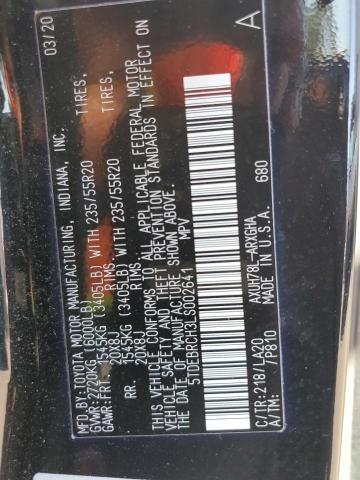 MFD.BY:TOYOTA MOTOR MANUFACTURING, INDIANA, INC. 03/20
GVWR:2720KG (6000LB)
GAWR:FRT. 1545KG (3405LB) WITH 235/55R20 TIRES,
20X8J RIMS,
RR. 1545KG (3405LB) WITH 235/55R20 TIRES,
20X8J RIMS,
THIS VEHICLE CONFORMS TO ALL APPLICABLE FEDERAL MOTOR
VEHICLE SAFETY AND THEFT PREVENTION STANDARDS IN EFFECT ON
THE DATE OF MANUFACTURE SHOWN ABOVE.
5TDEBRCH3LS002641 MPV
C/TR:218/LA20 AXUH78L-ARXGHA A
A/TM: /P810 MADE IN U.S.A. 680